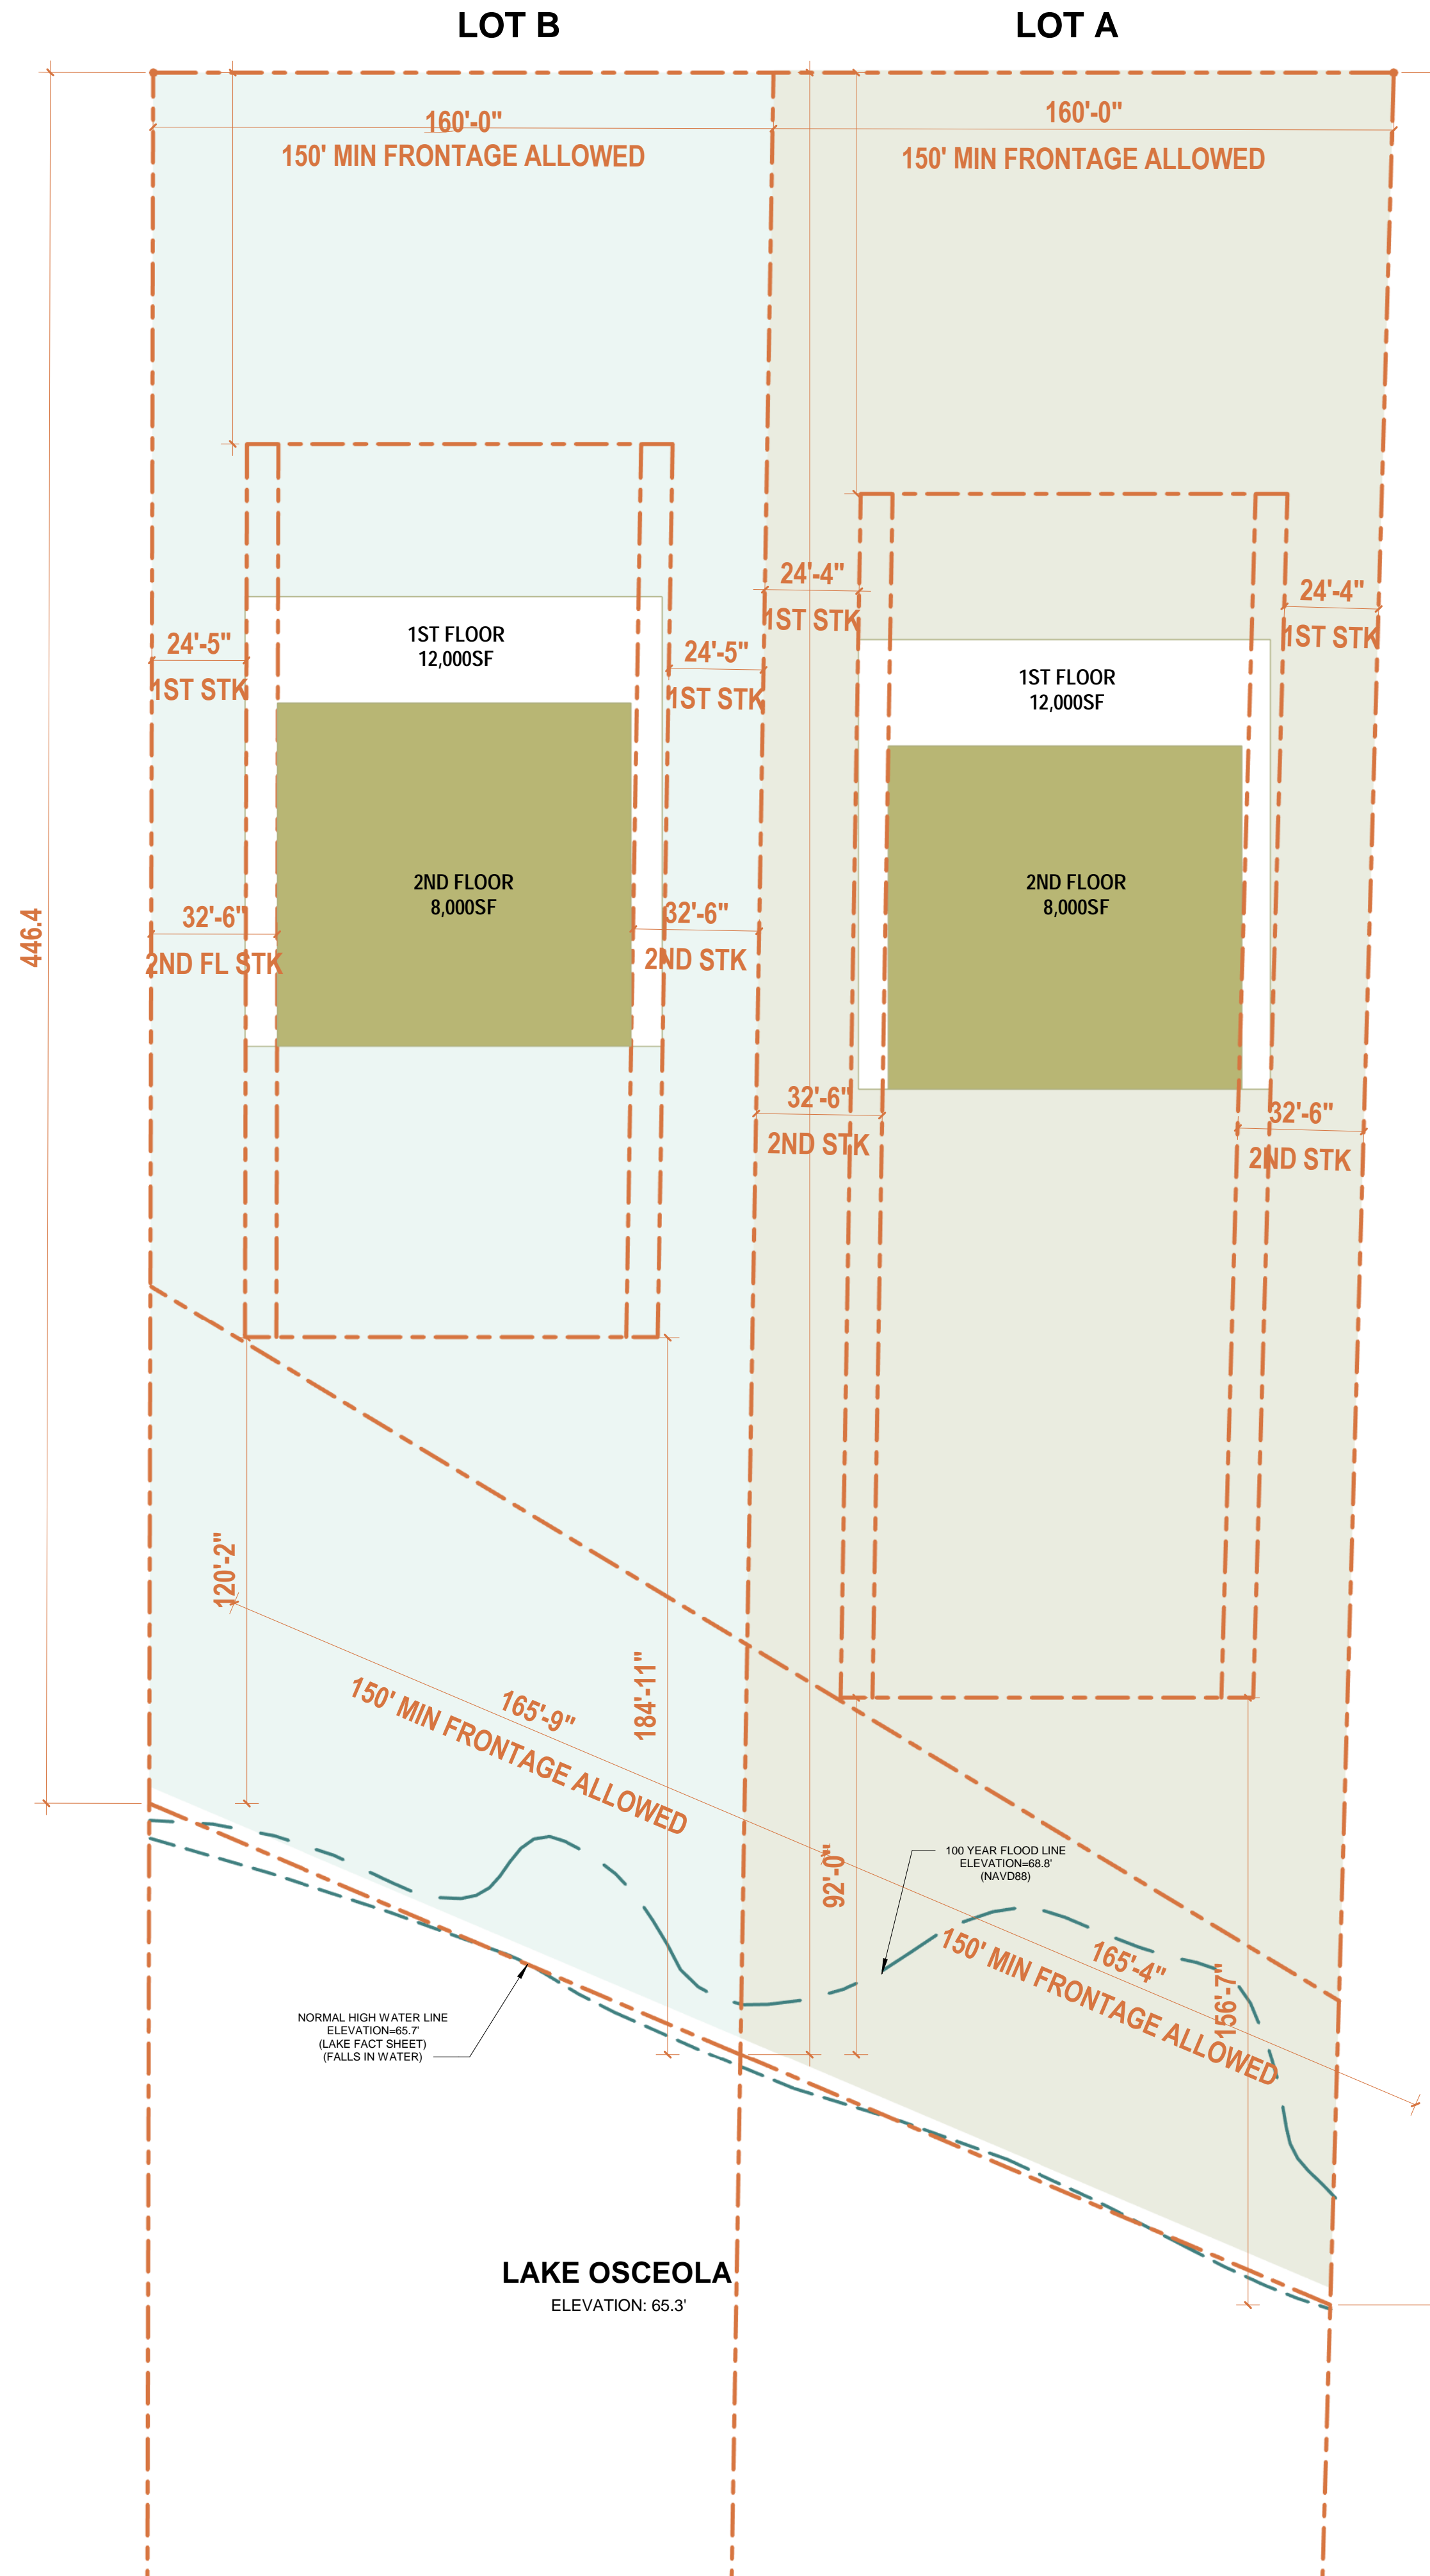 LOT B
LOT A
160'-0"
150' MIN FRONTAGE ALLOWED
160'-0"
150' MIN FRONTAGE ALLOWED
24'-4"
1ST STK
24'-4"
1ST STK
1ST FLOOR
12,000SF
24'-5"
1ST STK
24'-5"
1ST STK
1ST FLOOR
12,000SF
2ND FLOOR
8,000SF
2ND FLOOR
8,000SF
32'-6"
2ND FL STK
32'-6"
2ND STK
446.4
32'-6"
2ND STK
32'-6"
2ND STK
120'-2"
184'-11"
165'-9"
150' MIN FRONTAGE ALLOWED
92'-0"
100 YEAR FLOOD LINE
ELEVATION=68.8'
(NAVD88)
165'-4"
150' MIN FRONTAGE ALLOWED
156'-7"
NORMAL HIGH WATER LINE
ELEVATION=65.7'
(LAKE FACT SHEET)
(FALLS IN WATER)
LAKE OSCEOLA
ELEVATION: 65.3'